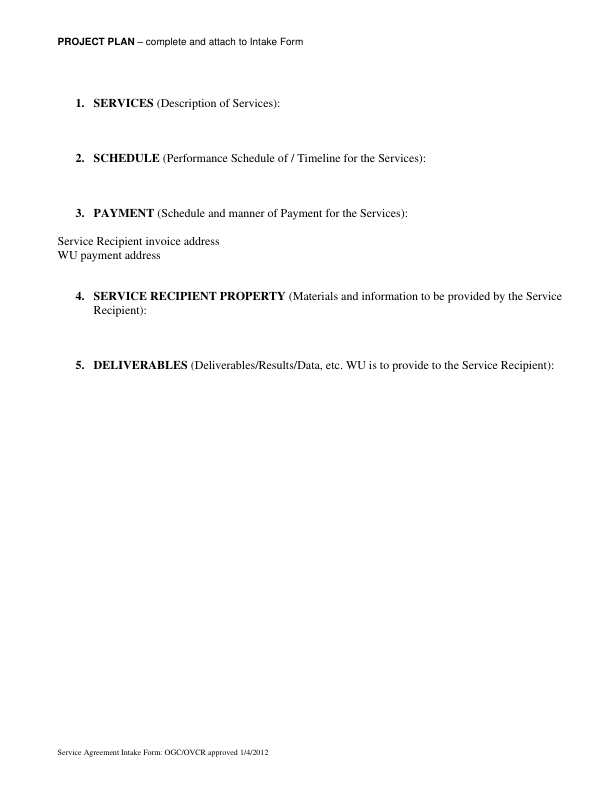 PROJECT PLAN – complete and attach to Intake Form
1. SERVICES (Description of Services):
2. SCHEDULE (Performance Schedule of / Timeline for the Services):
3. PAYMENT (Schedule and manner of Payment for the Services):
Service Recipient invoice address
WU payment address
4. SERVICE RECIPIENT PROPERTY (Materials and information to be provided by the Service
Recipient):
5. DELIVERABLES (Deliverables/Results/Data, etc. WU is to provide to the Service Recipient):
Service Agreement Intake Form: OGC/OVCR approved 1/4/2012